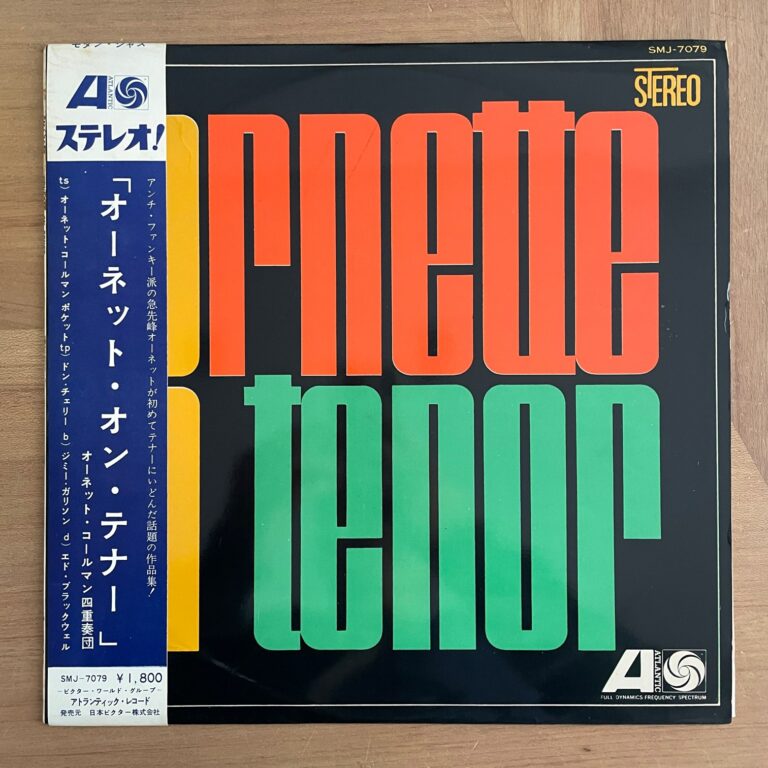 モダン・ジャズ
A
ATLANTIC
ステレオ!
アンチ・ファンキー派の急先峰オーネットが初めてテナーにいどんだ話題の作品集!
「オーネット・オン・テナー」
オーネット・コールマン四重奏団
ts)オーネット・コールマン ポケットtp)ドン・チェリー b)ジミー・ガリソン d)エド・ブラックウェル
SMJ-7079 ¥1,800
−ビクター・ワールド・グループ−
アトランティック・レコード
発売元 日本ビクター株式会社
SMJ-7079
STEREO
ornette
n tenor
A
ATLANTIC
FULL DYNAMICS-FREQUENCY SPECTRUM